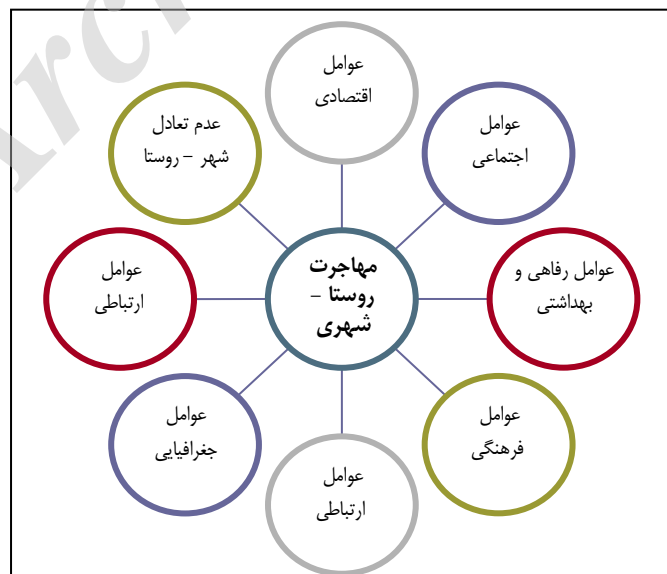 عوامل
اقتصادی
عوامل
اجتماعی
عوامل رفاهی و
بهداشتی
عوامل
فرهنگی
عوامل
ارتباطی
عوامل
جغرافیایی
عوامل
ارتباطی
عدم تعادل
شهر – روستا
مهاجرت
روستا –
شهری